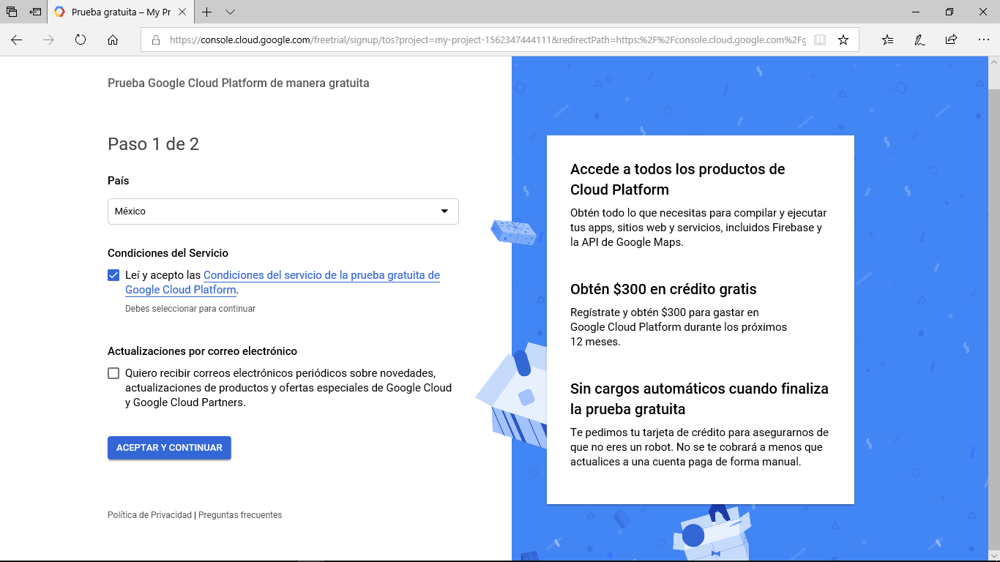 Prueba gratuita – My Pr
https://console.cloud.google.com/freetrial/signup/tos?project=my-project-1562347444111&redirectPath=https:%2F%2Fconsole.cloud.google.com%2Fg
Prueba Google Cloud Platform de manera gratuita
Paso 1 de 2
País
México
Condiciones del Servicio
Leí y acepto las Condiciones del servicio de la prueba gratuita de
Google Cloud Platform.
Debes seleccionar para continuar
Actualizaciones por correo electrónico
Quiero recibir correos electrónicos periódicos sobre novedades,
actualizaciones de productos y ofertas especiales de Google Cloud
y Google Cloud Partners.
ACEPTAR Y CONTINUAR
Política de Privacidad | Preguntas frecuentes
Accede a todos los productos de
Cloud Platform
Obtén todo lo que necesitas para compilar y ejecutar
tus apps, sitios web y servicios, incluidos Firebase y
la API de Google Maps.
Obtén $300 en crédito gratis
Regístrate y obtén $300 para gastar en
Google Cloud Platform durante los próximos
12 meses.
Sin cargos automáticos cuando finaliza
la prueba gratuita
Te pedimos tu tarjeta de crédito para asegurarnos de
que no eres un robot. No se te cobrará a menos que
actualices a una cuenta paga de forma manual.